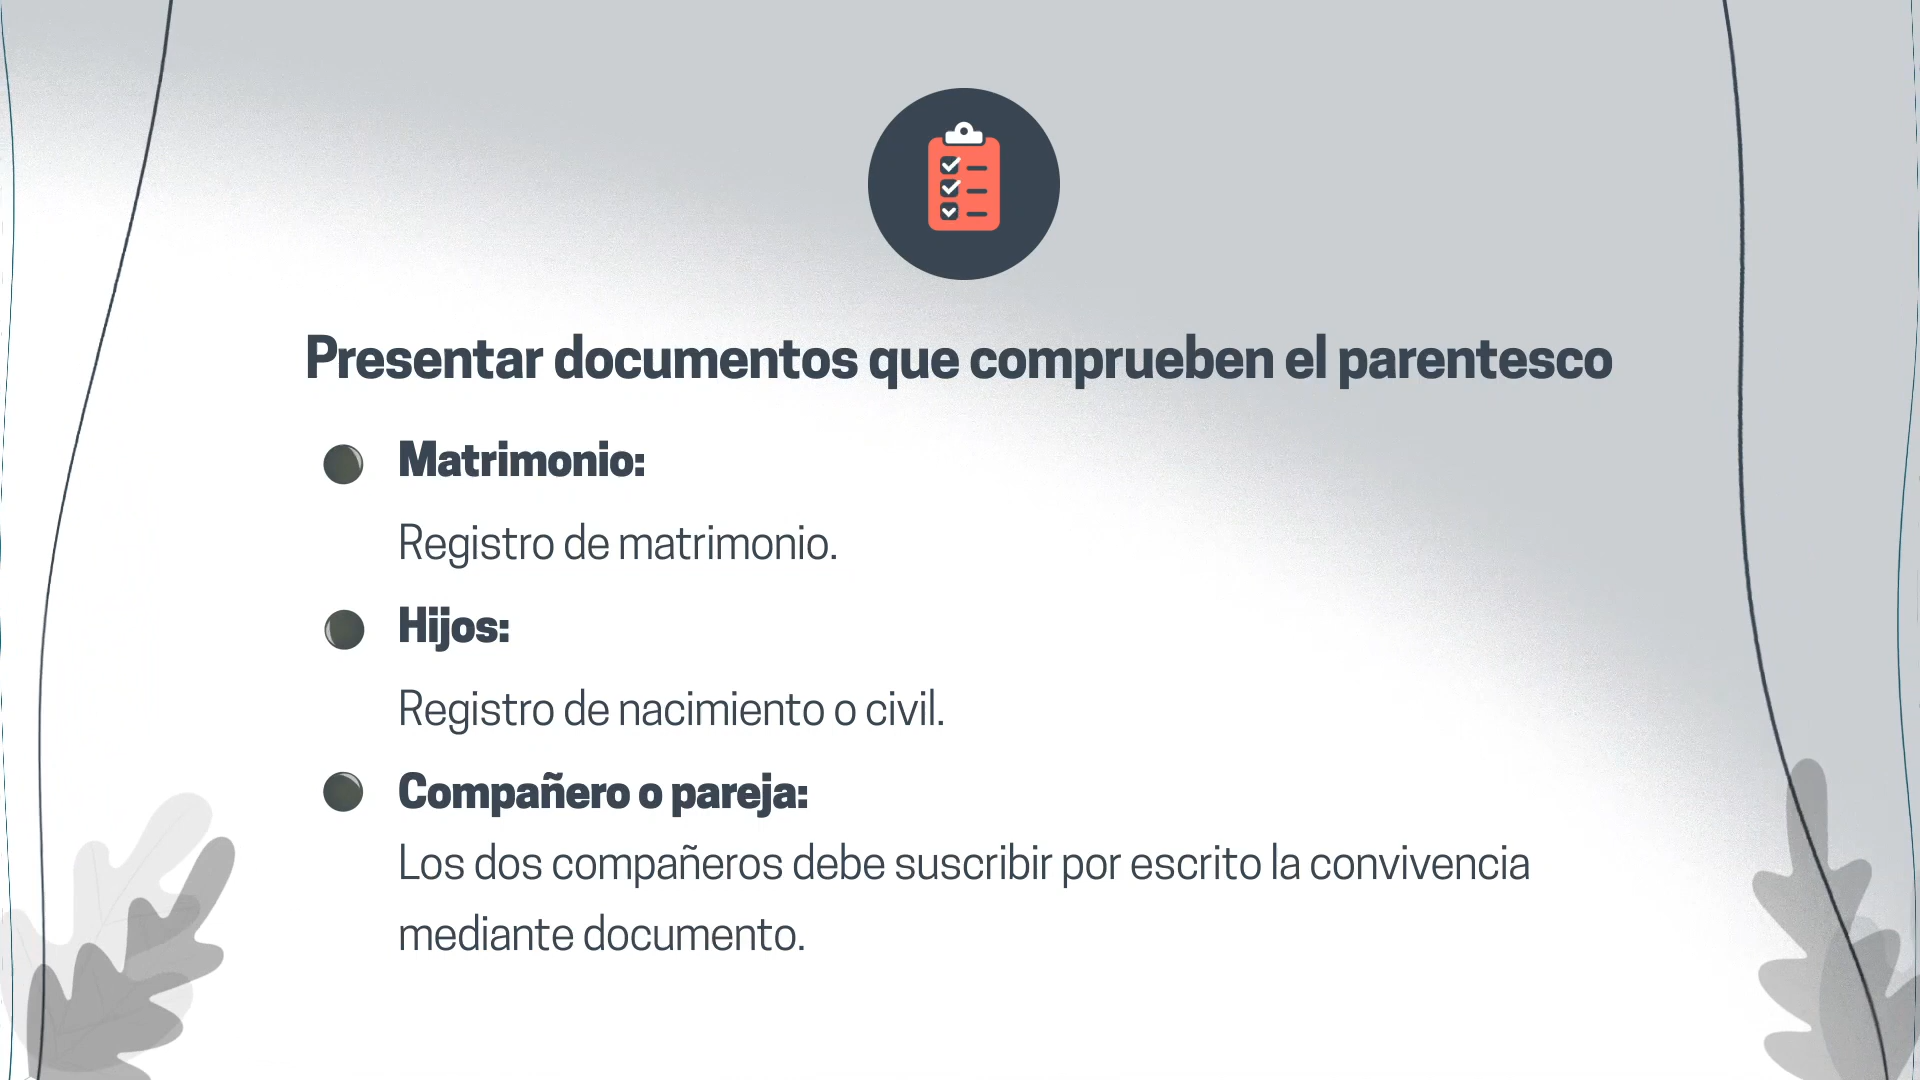 Presentar documentos que comprueben el parentesco
Matrimonio:
Registro de matrimonio.
Hijos:
Registro de nacimiento o civil.
Compañero o pareja:
Los dos compañeros debe suscribir por escrito la convivencia
mediante documento.